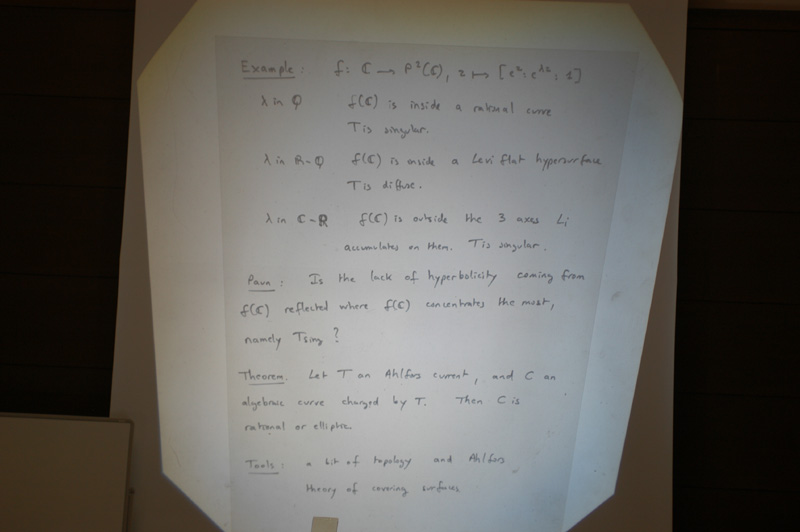 Example : f : ℂ → P²(ℂ), z ↦ [e^z : e^λz : 1]
λ in ℚ f(ℂ) is inside a rational curve
T is singular.
λ in ℝ-ℚ f(ℂ) is inside a Levi flat hypersurface
T is diffuse.
λ in ℂ-ℝ f(ℂ) is outside the 3 axes Li
accumulates on them. T is singular.
Paun : Is the lack of hyperbolicity coming from
f(ℂ) reflected where f(ℂ) concentrates the most,
namely Tsing ?
Theorem. Let T an Ahlfors current, and C an
algebraic curve charged by T. Then C is
rational or elliptic.
Tools : a bit of topology and Ahlfors
theory of covering surfaces